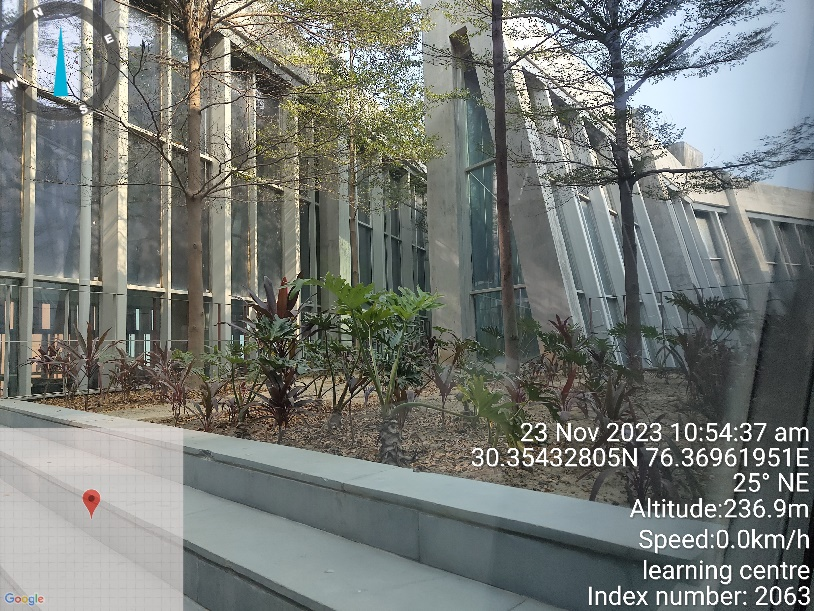 N
E
23 Nov 2023 10:54:37 am
30.35432805N 76.36961951E
25° NE
Altitude:236.9m
Speed:0.0km/h
learning centre
Index number: 2063
Google